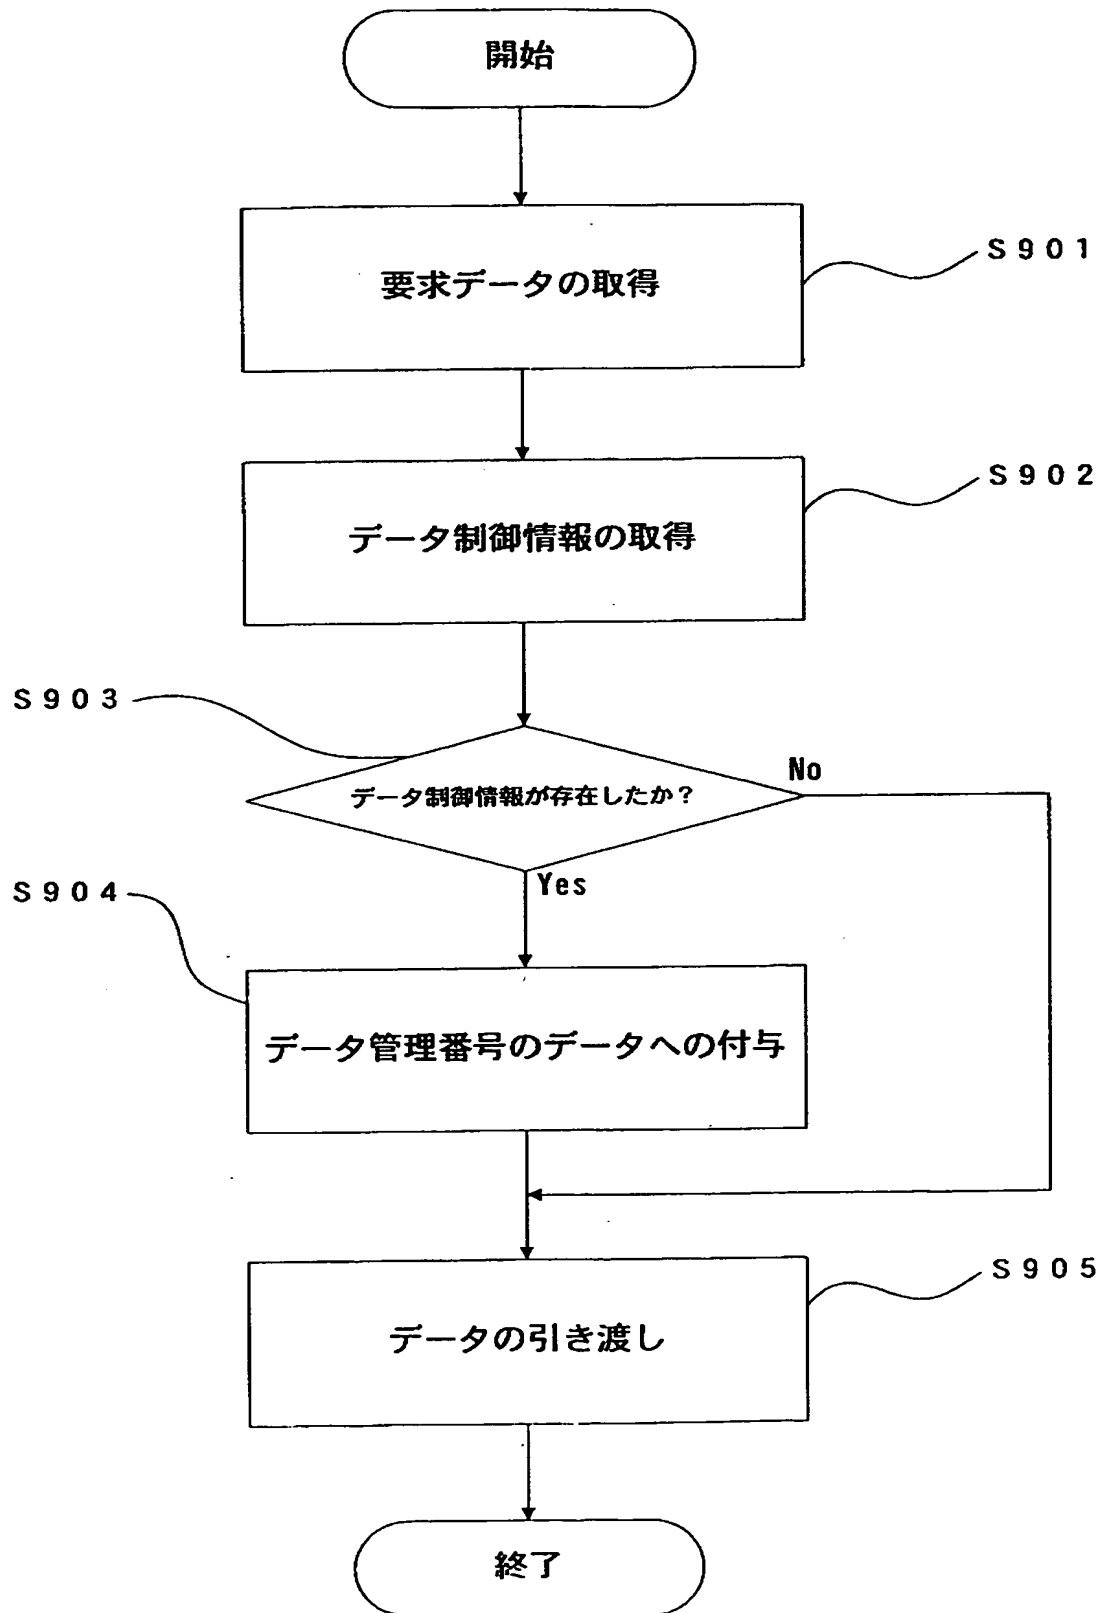 開始
要求データの取得
S901
データ制御情報の取得
S902
S903
データ制御情報が存在したか?
No
Yes
S904
データ管理番号のデータへの付与
データの引き渡し
S905
終了